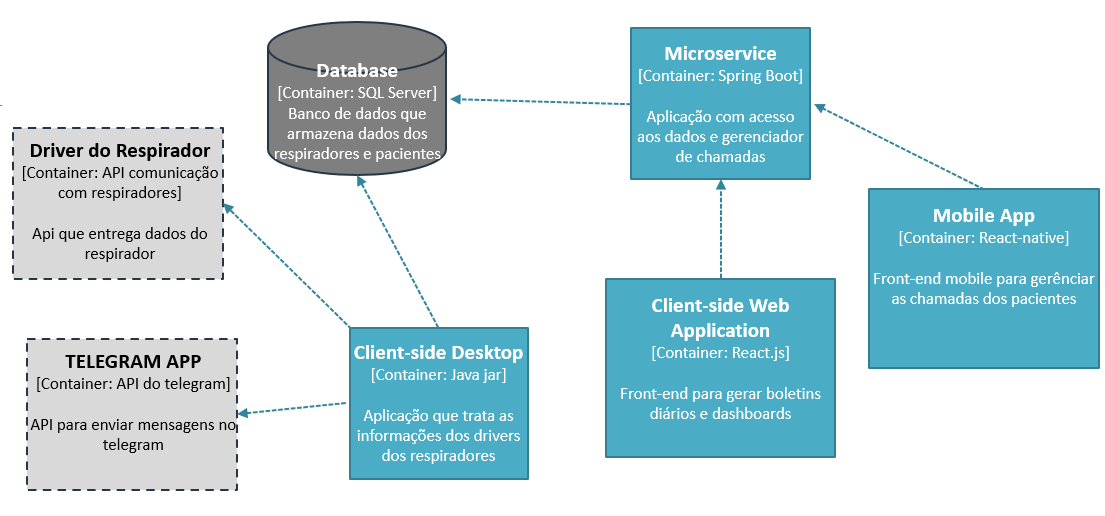 Database
[Container: SQL Server]
Banco de dados que
armazena dados dos
respiradores e pacientes
Microservice
[Container: Spring Boot]
Aplicação com acesso
aos dados e gerenciador
de chamadas
Driver do Respirador
[Container: API comunicação
com respiradores]
Api que entrega dados do
respirador
Mobile App
[Container: React-native]
Front-end mobile para gerênciar
as chamadas dos pacientes
Client-side Web
Application
[Container: React.js]
Front-end para gerar boletins
diários e dashboards
TELEGRAM APP
[Container: API do telegram]
API para enviar mensagens no
telegram
Client-side Desktop
[Container: Java jar]
Aplicação que trata as
informações dos drivers
dos respiradores